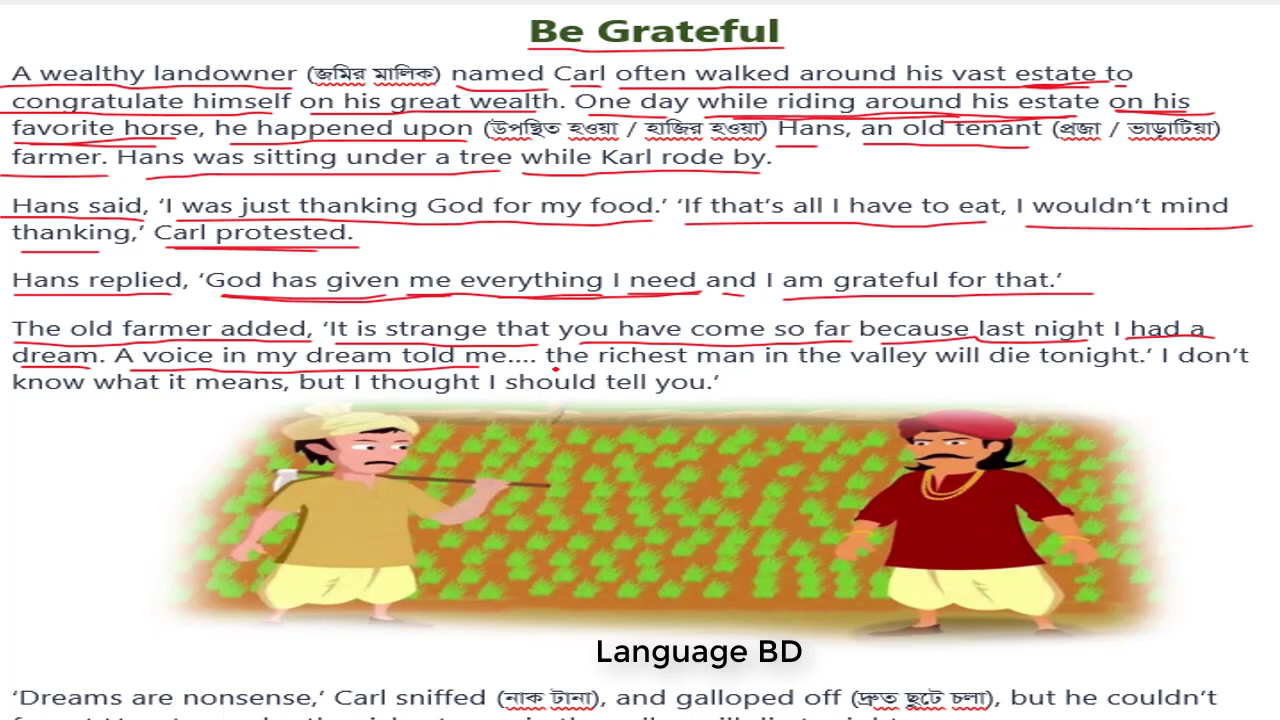 Be Grateful
A wealthy landowner (জমির মালিক) named Carl often walked around his vast estate to
congratulate himself on his great wealth. One day while riding around his estate on his
favorite horse, he happened upon (উপস্থিত হওয়া / হাজির হওয়া) Hans, an old tenant (প্রজা / ভাড়াটিয়া)
farmer. Hans was sitting under a tree while Karl rode by.
Hans said, ‘I was just thanking God for my food.’ ‘If that’s all I have to eat, I wouldn’t mind
thanking,’ Carl protested.
Hans replied, ‘God has given me everything I need and I am grateful for that.’
The old farmer added, ‘It is strange that you have come so far because last night I had a
dream. A voice in my dream told me.... the richest man in the valley will die tonight.’ I don’t
know what it means, but I thought I should tell you.’
Language BD
‘Dreams are nonsense,’ Carl sniffed (নাক টানা), and galloped off (দ্রুত ছুটে চলা), but he couldn’t